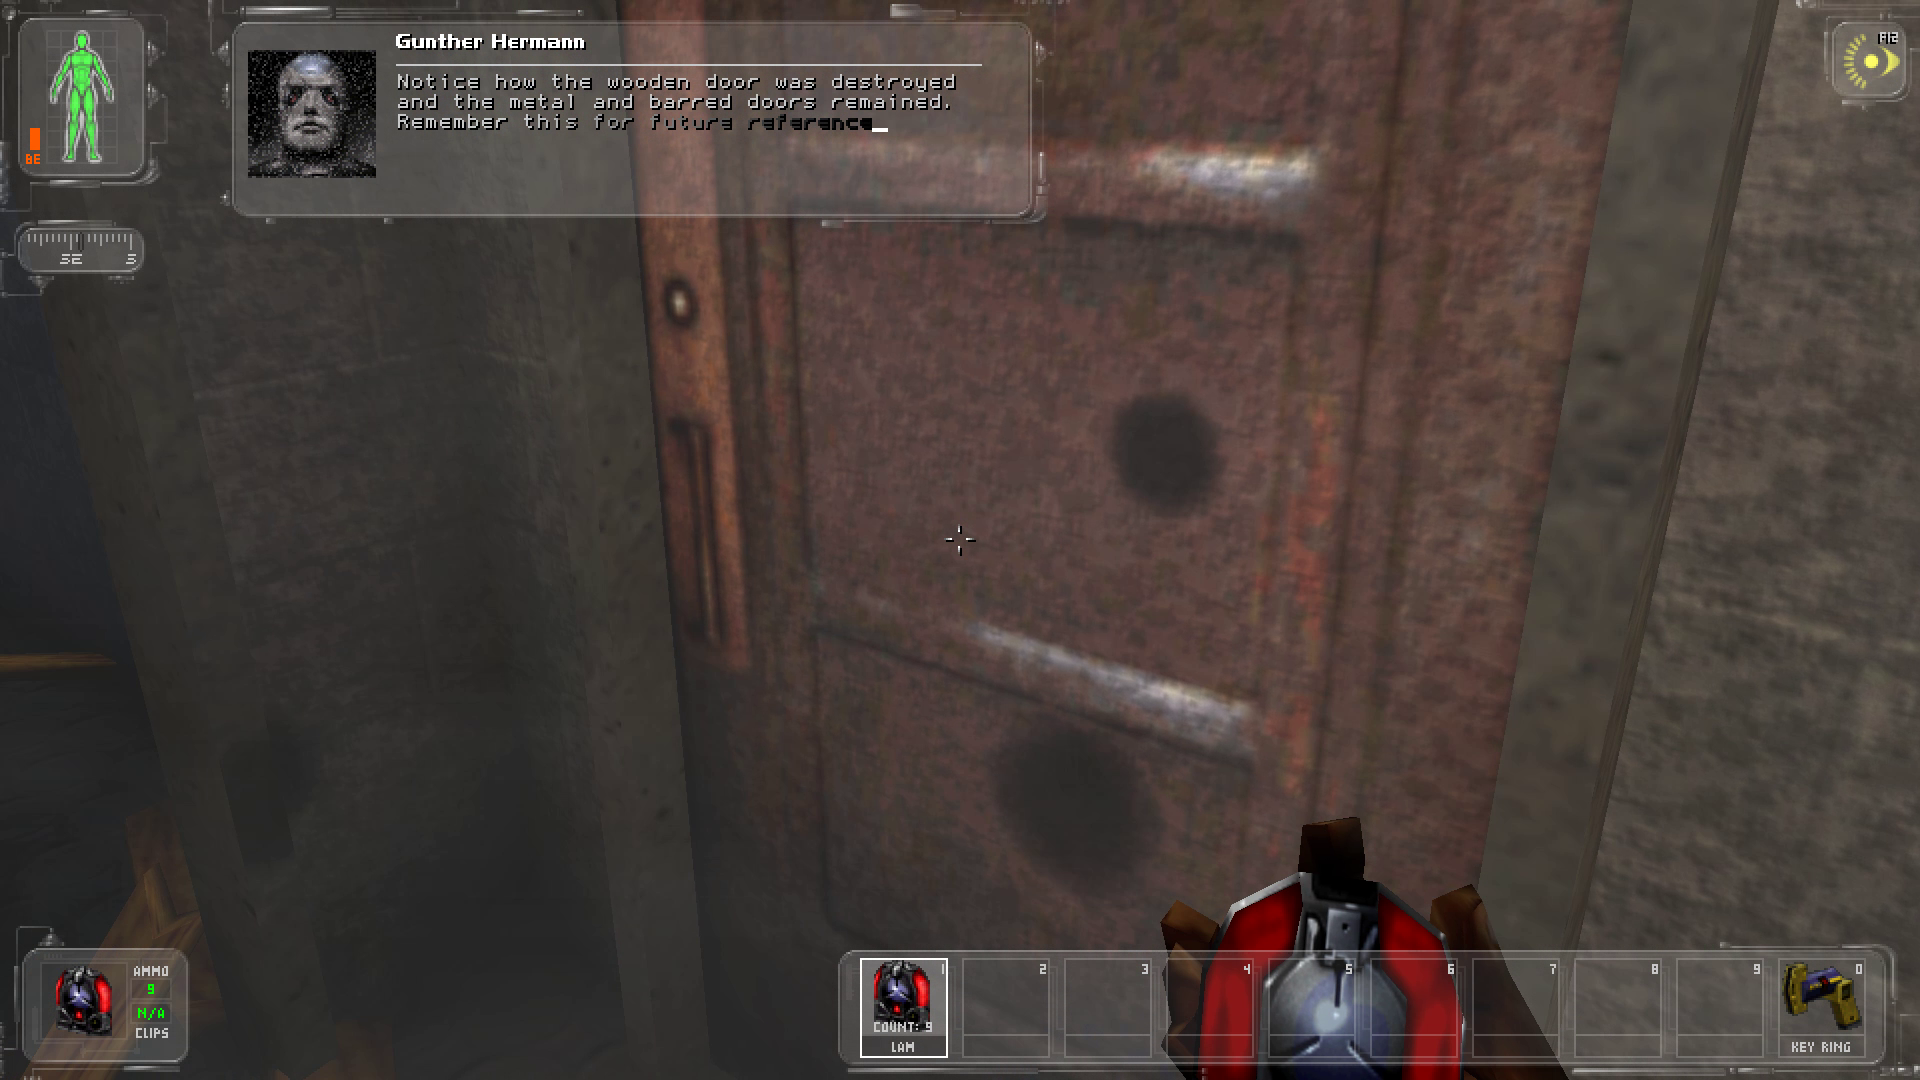 Gunther Hermann
Notice how the wooden door was destroyed
and the metal and barred doors remained.
Remember this for future reference
F12
BE
SE S
AMMO
9
N/A
CLIPS
1 2 3 4 5 6 7 8 9 0
COUNT: 9
LAM
KEY RING